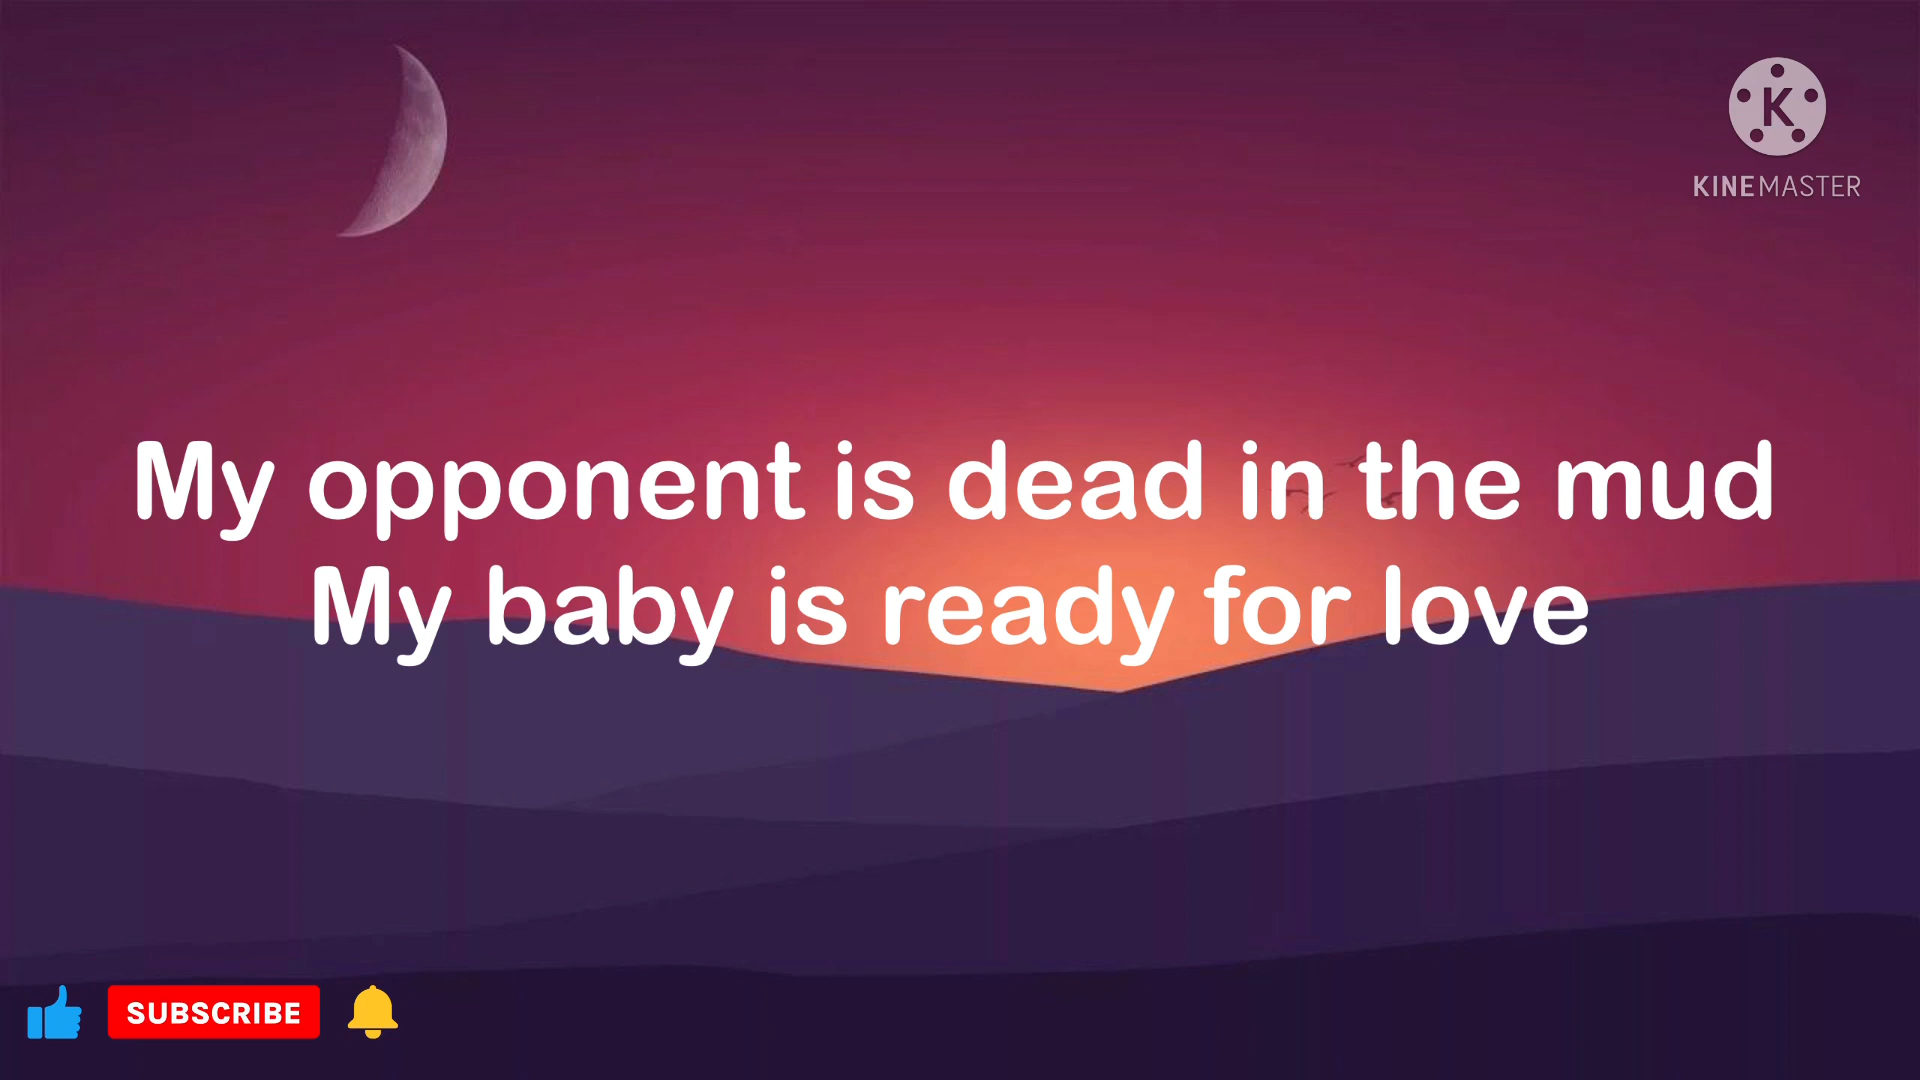 K
KINEMASTER
My opponent is dead in the mud
My baby is ready for love
SUBSCRIBE